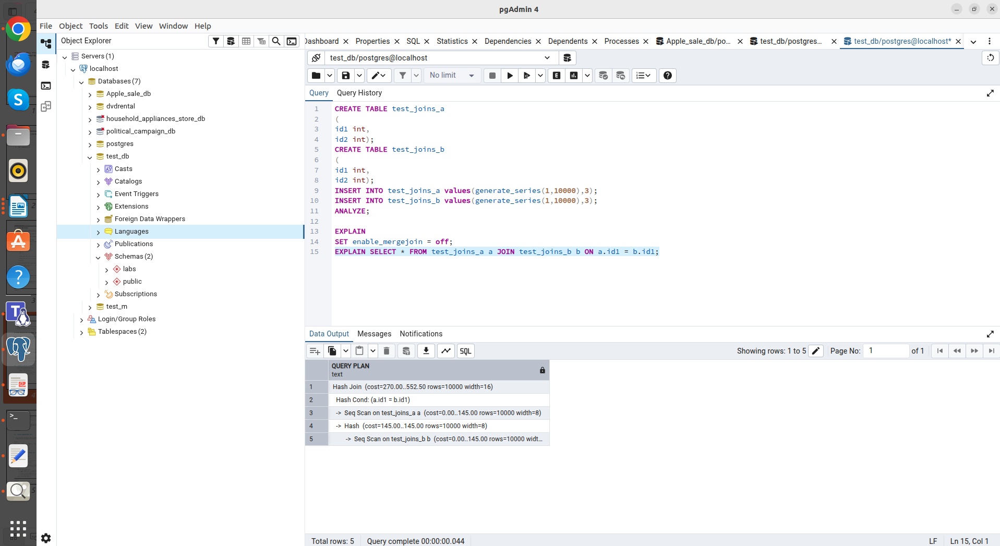 pgAdmin 4
File Object Tools Edit View Window Help
Object Explorer
Dashboard Properties SQL Statistics Dependencies Dependents Processes Apple_sale_db/po... test_db/postgres... test_db/postgres@localhost*
Servers (1)
localhost
Databases (7)
Apple_sale_db
dvdrental
household_appliances_store_db
political_campaign_db
postgres
test_db
Casts
Catalogs
Event Triggers
Extensions
Foreign Data Wrappers
Languages
Publications
Schemas (2)
labs
public
Subscriptions
test_m
Login/Group Roles
Tablespaces (2)
test_db/postgres@localhost
No limit
E
Query Query History
1 CREATE TABLE test_joins_a
2 (
3 id1 int,
4 id2 int);
5 CREATE TABLE test_joins_b
6 (
7 id1 int,
8 id2 int);
9 INSERT INTO test_joins_a values(generate_series(1,10000),3);
10 INSERT INTO test_joins_b values(generate_series(1,10000),3);
11 ANALYZE;
12
13 EXPLAIN
14 SET enable_mergejoin = off;
15 EXPLAIN SELECT * FROM test_joins_a a JOIN test_joins_b b ON a.id1 = b.id1;
Data Output Messages Notifications
SQL
Showing rows: 1 to 5 Page No: 1 of 1
QUERY PLAN
text
1 Hash Join (cost=270.00..552.50 rows=10000 width=16)
2 Hash Cond: (a.id1 = b.id1)
3 -> Seq Scan on test_joins_a a (cost=0.00..145.00 rows=10000 width=8)
4 -> Hash (cost=145.00..145.00 rows=10000 width=8)
5 -> Seq Scan on test_joins_b b (cost=0.00..145.00 rows=10000 widt...
Total rows: 5 Query complete 00:00:00.044 LF Ln 15, Col 1